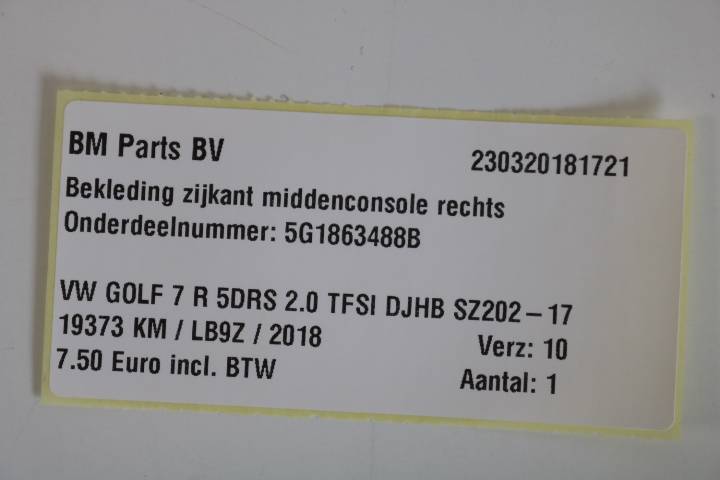 BM Parts BV 230320181721
Bekleding zijkant middenconsole rechts
Onderdeelnummer: 5G1863488B
VW GOLF 7 R 5DRS 2.0 TFSI DJHB SZ202-17
19373 KM / LB9Z / 2018 Verz: 10
7.50 Euro incl. BTW Aantal: 1